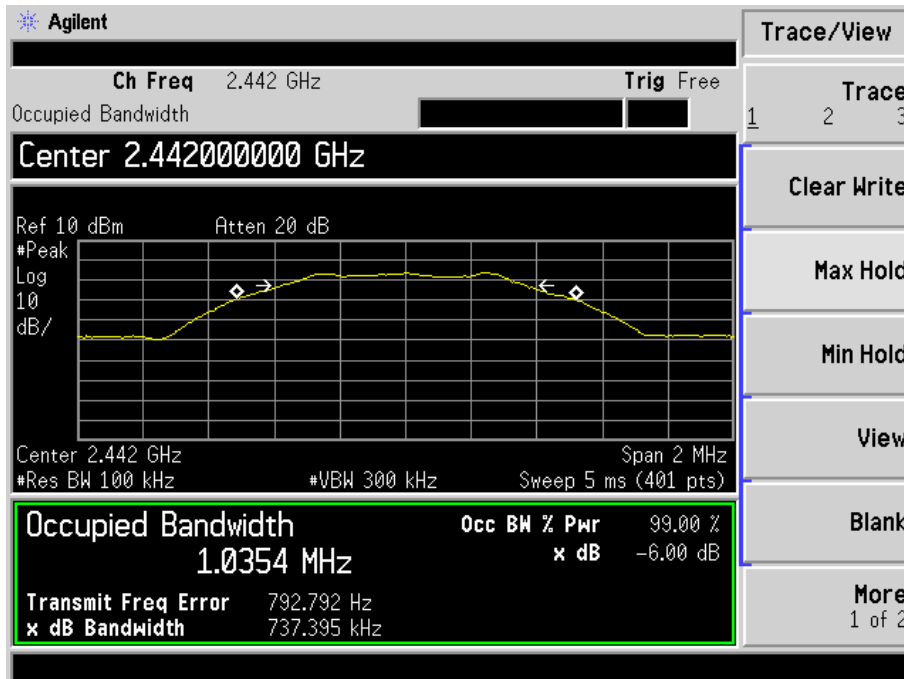 Agilent
Ch Freq 2.442 GHz Trig Free
Occupied Bandwidth
Center 2.442000000 GHz
Ref 10 dBm Atten 20 dB
#Peak
Log
10
dB/
Center 2.442 GHz Span 2 MHz
#Res BW 100 kHz #VBW 300 kHz Sweep 5 ms (401 pts)
Occupied Bandwidth
1.0354 MHz
Occ BW % Pwr 99.00 %
x dB -6.00 dB
Transmit Freq Error 792.792 Hz
x dB Bandwidth 737.395 kHz
Trace/View
Trace
1 2 3
Clear Write
Max Hold
Min Hold
View
Blank
More
1 of 2